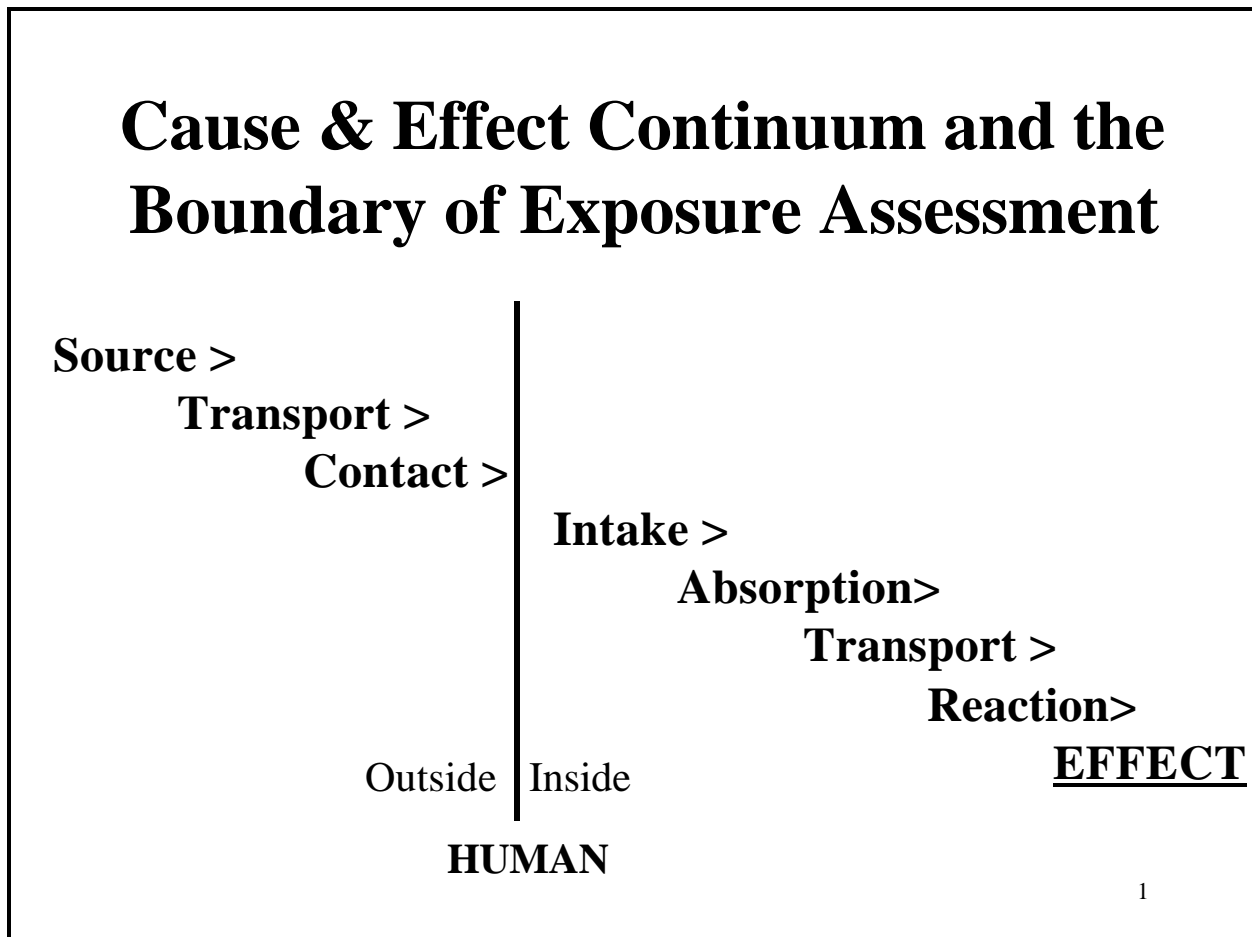 Cause & Effect Continuum and the
Boundary of Exposure Assessment
Source >
Transport >
Contact >
Intake >
Absorption>
Transport >
Reaction>
EFFECT
Outside Inside
HUMAN
1